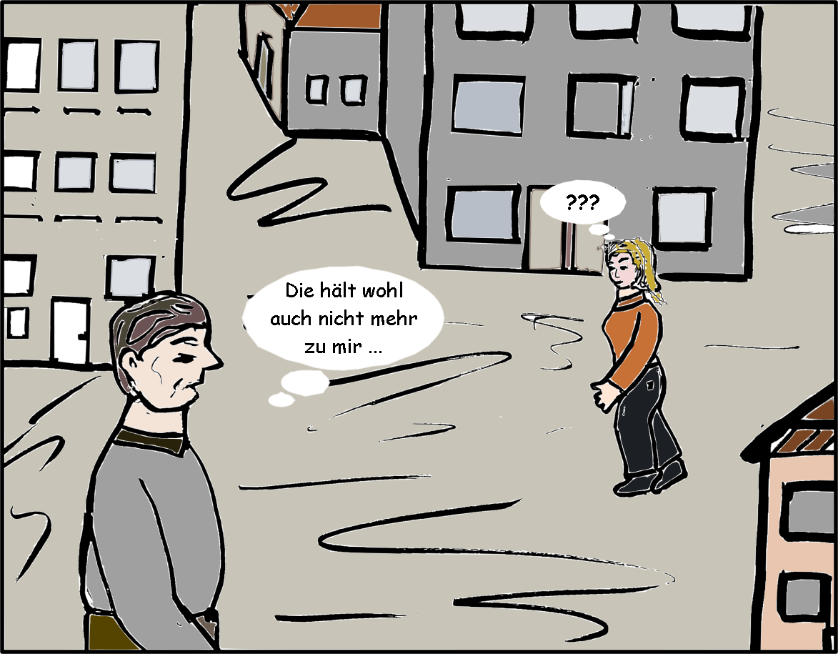 ???
Die hält wohl
auch nicht mehr
zu mir ...